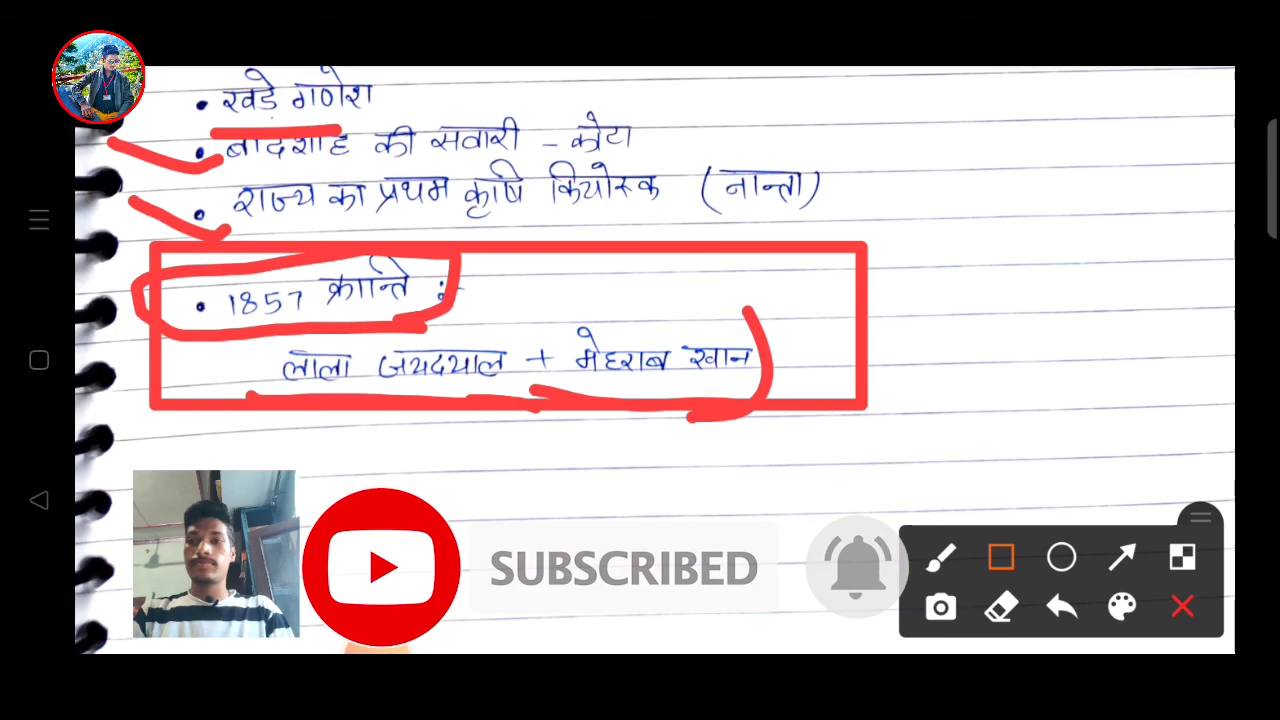 • खड़े गणेश
• बादशाह की सवारी - कोटा
• राज्य का प्रथम कृषि कियोस्क (नान्ता)
• 1857 क्रान्ति :-
लाला जयदयाल + मेहराब खान
SUBSCRIBED